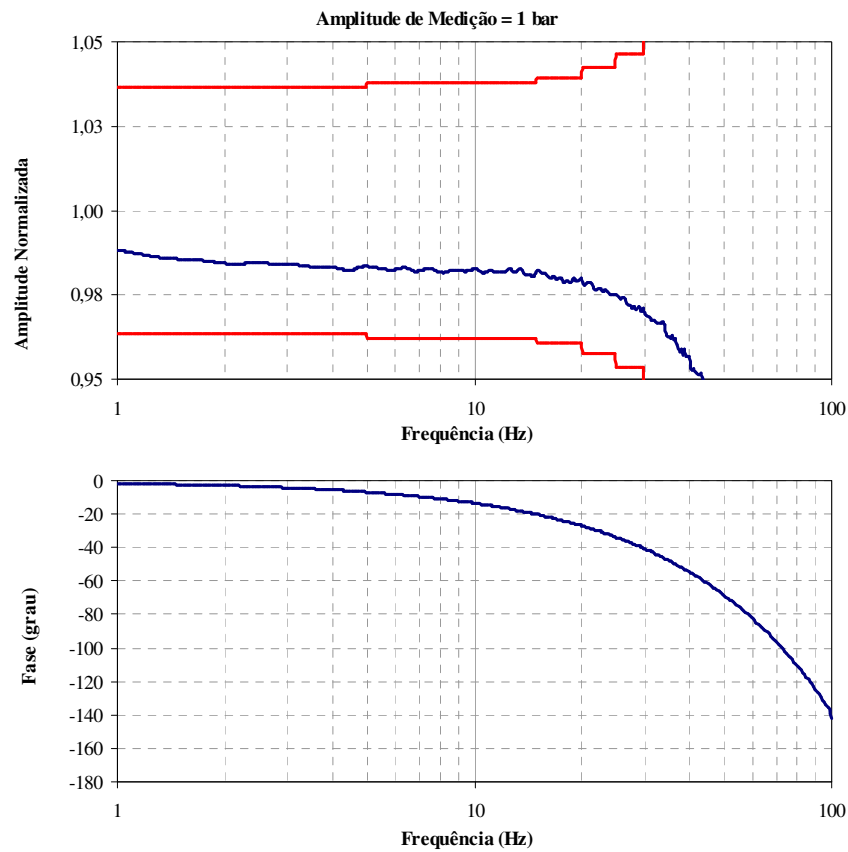 Amplitude de Medição = 1 bar
1,05
1,03
1,00
0,98
0,95
Amplitude Normalizada
1 10 100
Frequência (Hz)
0
-20
-40
-60
-80
-100
-120
-140
-160
-180
Fase (grau)
1 10 100
Frequência (Hz)